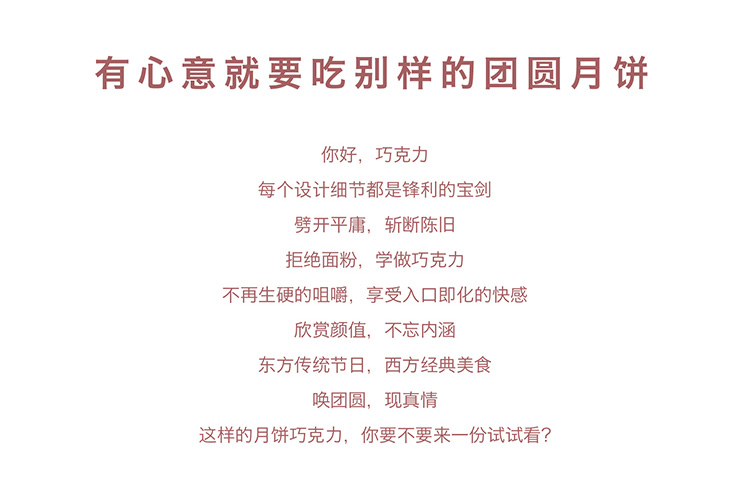 有心意就要吃别样的团圆月饼
你好，巧克力
每个设计细节都是锋利的宝剑
劈开平庸，斩断陈旧
拒绝面粉，学做巧克力
不再生硬的咀嚼，享受入口即化的快感
欣赏颜值，不忘内涵
东方传统节日，西方经典美食
唤团圆，现真情
这样的月饼巧克力，你要不要来一份试试看？